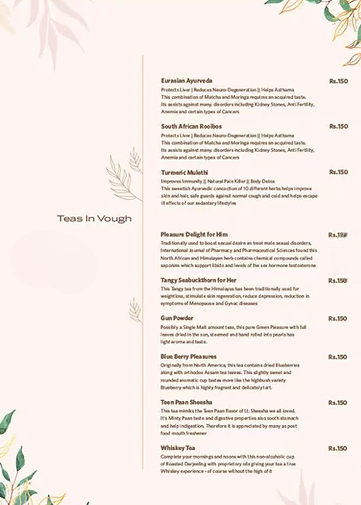 Eurasian Ayurveda Rs.150
Protects Liver | Reduces Neuro-Degeneration || Helps Asthama
This combination of Matcha and Moringa requires an acquired taste.
Its assists against many, disorders including Kidney Stones, Anti Fertility,
Anemia and certain types of Cancers
South African Rooibos Rs.150
Protects Liver | Reduces Neuro-Degeneration || Helps Asthama
This combination of Matcha and Moringa requires an acquired taste.
Its assists against many, disorders including Kidney Stones, Anti Fertility,
Anemia and certain types of Cancers
Turmeric Mulethi Rs.150
Improves Immunity || Natural Pain Killer || Body Detox
This sweetish Ayurvedic concoction of 10 different herbs helps improve
skin and hair, safe guards against normal cough and cold and helps escape
ill effects of our sedentary lifestyle
Teas In Vough
Pleasure Delight for Him
Traditionally used to boost sexual desire an treat male sexual disorders,
International Journal of Pharmacy and Pharmaceutical Sciences found this
North African and Himalayan herb contains chemical compounds called
saponins which support libido and levels of the sex hormone testosterone
Tangy Seabuckthorn for Her Rs.150
This Tangy tea from the Himalayas has been traditionally used for
weightloss, stimulate skin regeneration, reduce depression, reduction in
symptoms of Menopause and Gynac diseases
Gun Powder Rs.150
Possibly a Single Malt amount teas, this pure Green Pleasure with full
leaves dried in the sun, steamed and hand rolled into pearls has
light aroma and taste.
Blue Berry Pleasures Rs.150
Originally from North America, this tea contains dried Blueberries
along with orthodox Assam tea leaves. This slightly sweet and
rounded aromatic cup tastes more like the highbush variety
Blueberry which is highly fragrant and delicately tart.
Teen Paan Sheesha Rs.150
This tea mimiks the Teen Paan flavor of Lt. Sheesha we all loved.
It's Minty Paan taste and digestive properties also sooth stomach
and help indigestion. Therefore it is appreciated by many as post
food mouth freshener
Whiskey Tea Rs.150
Complete your mornings and noons with this non-alcoholic cup
of Roasted Darjeeling with proprietary oils giving your tea a true
Whiskey experience - of course without the high of it